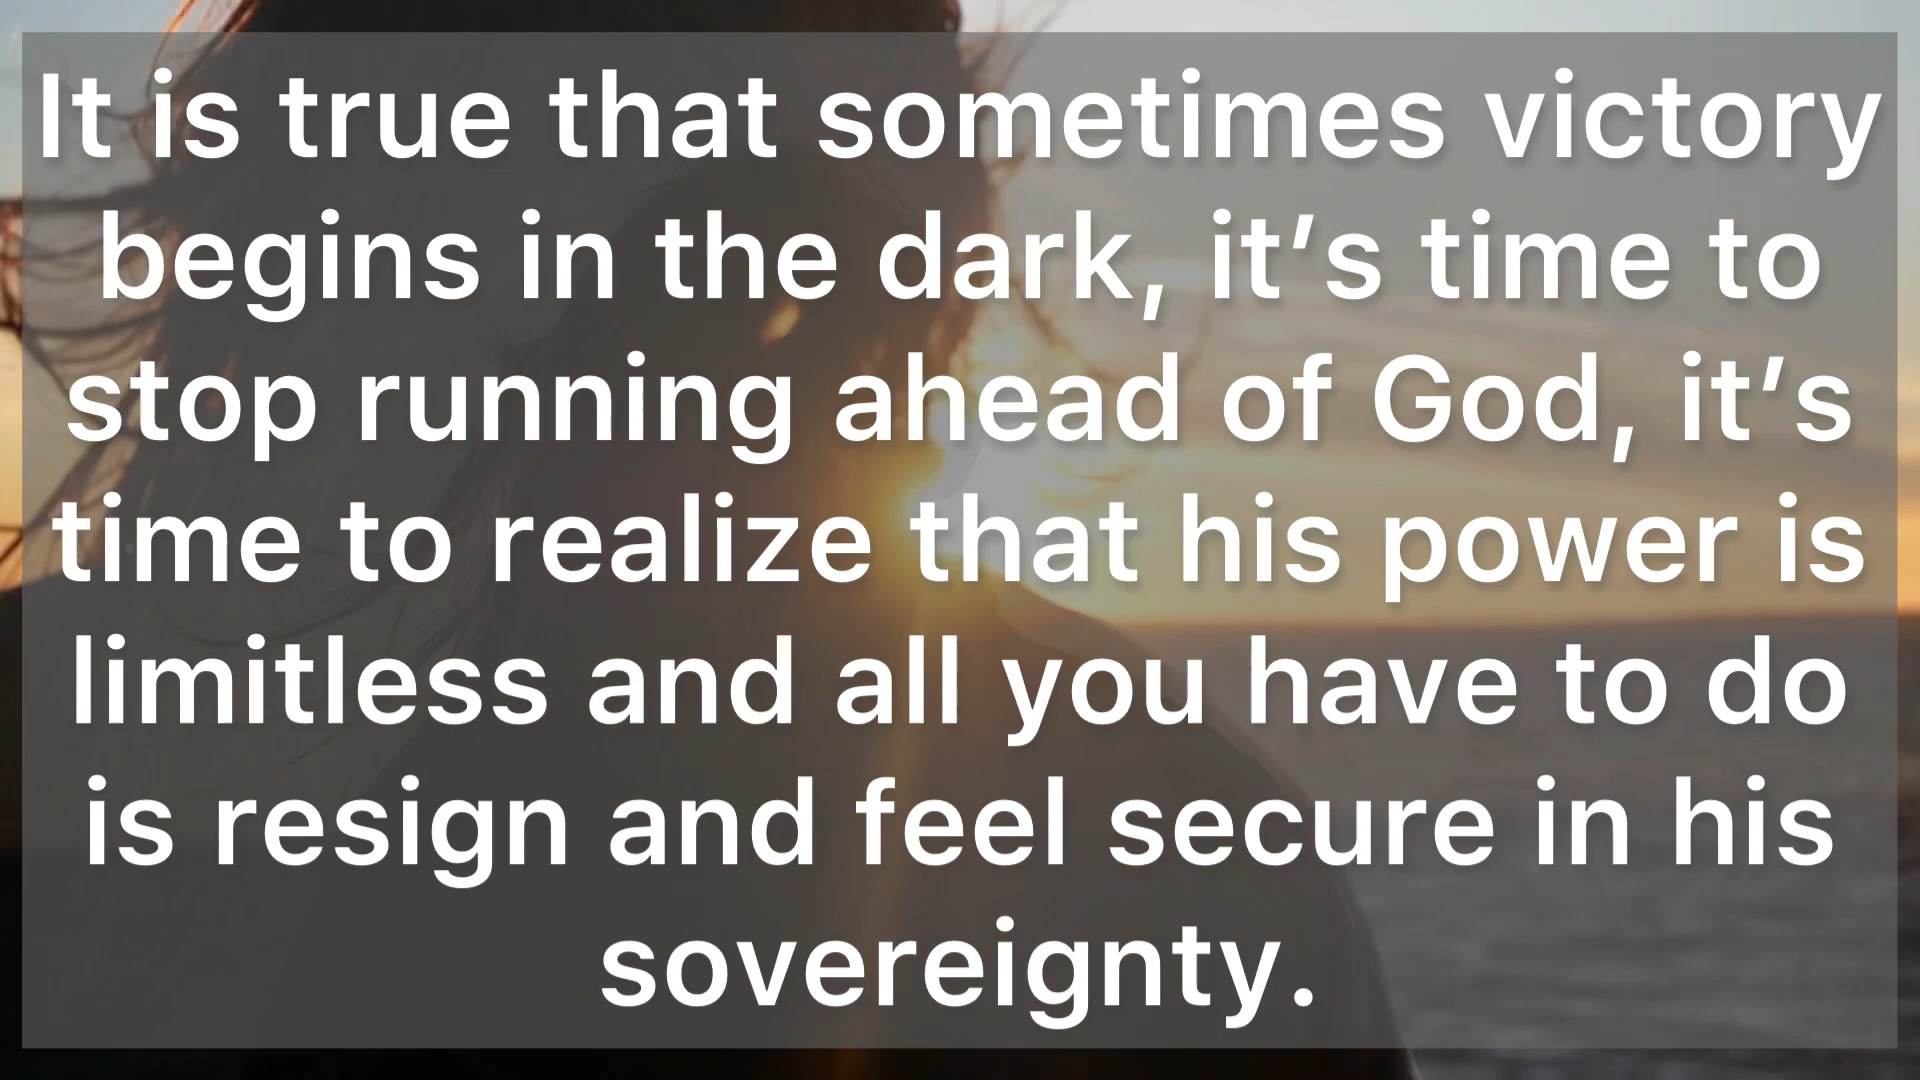 It is true that sometimes victory
begins in the dark, it’s time to
stop running ahead of God, it’s
time to realize that his power is
limitless and all you have to do
is resign and feel secure in his
sovereignty.